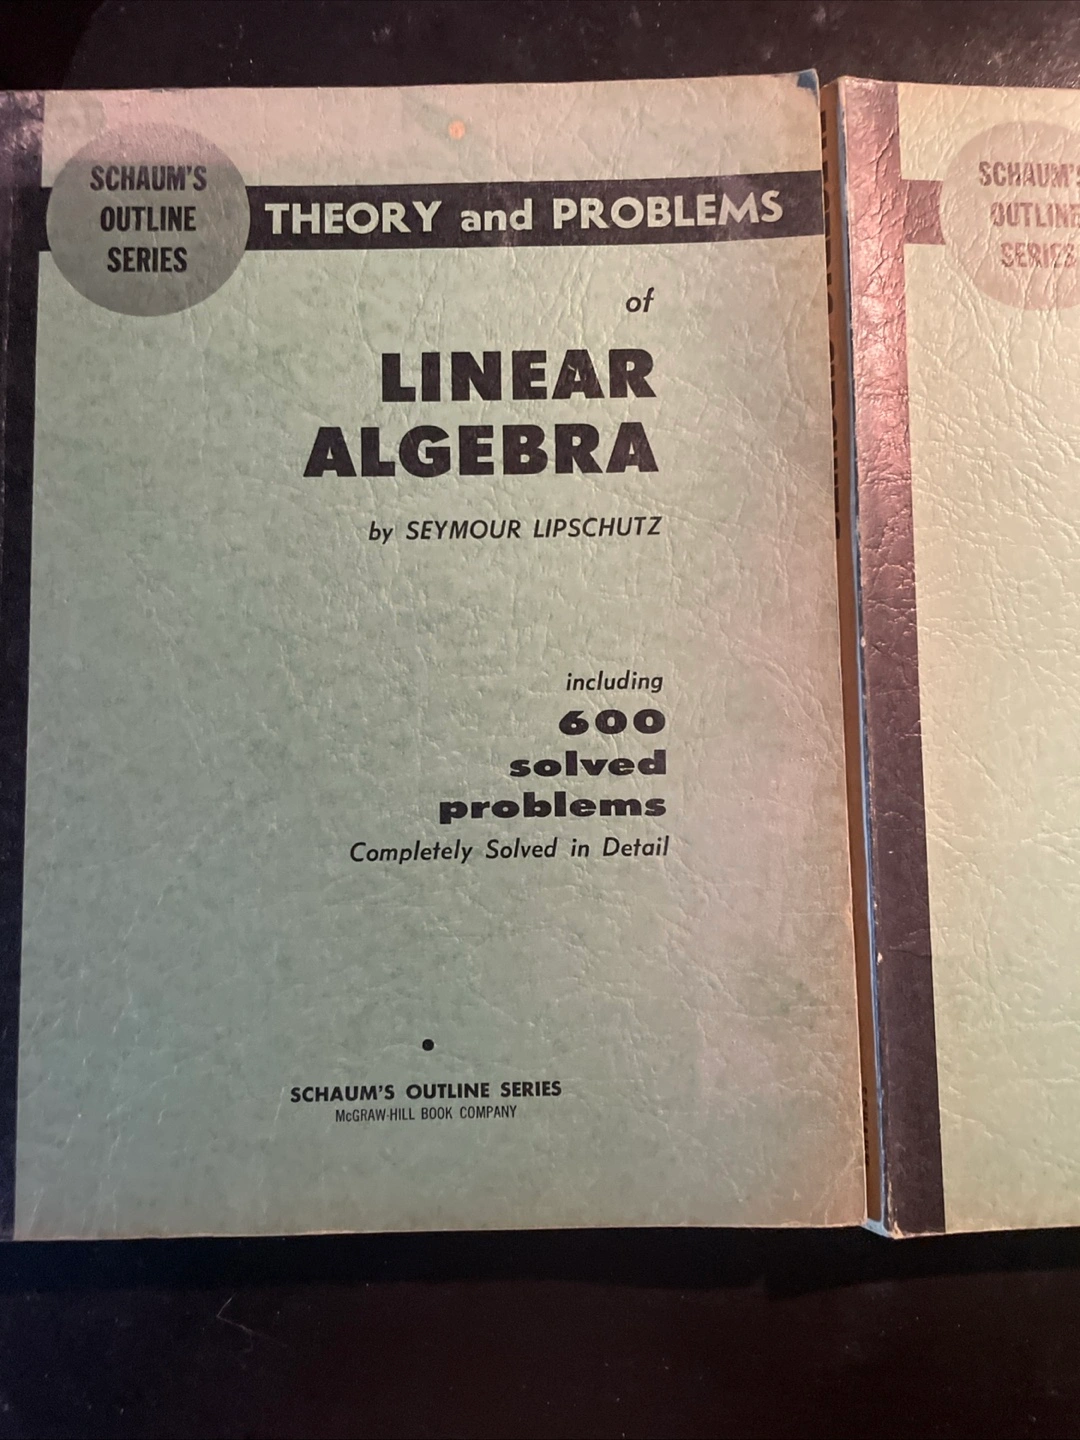 SCHAUM'S
OUTLINE
SERIES
THEORY and PROBLEMS
of
LINEAR
ALGEBRA
by SEYMOUR LIPSCHUTZ
including
600
solved
problems
Completely Solved in Detail
SCHAUM'S OUTLINE SERIES
McGRAW-HILL BOOK COMPANY
SCHAUM'S
OUTLINE
SERIES